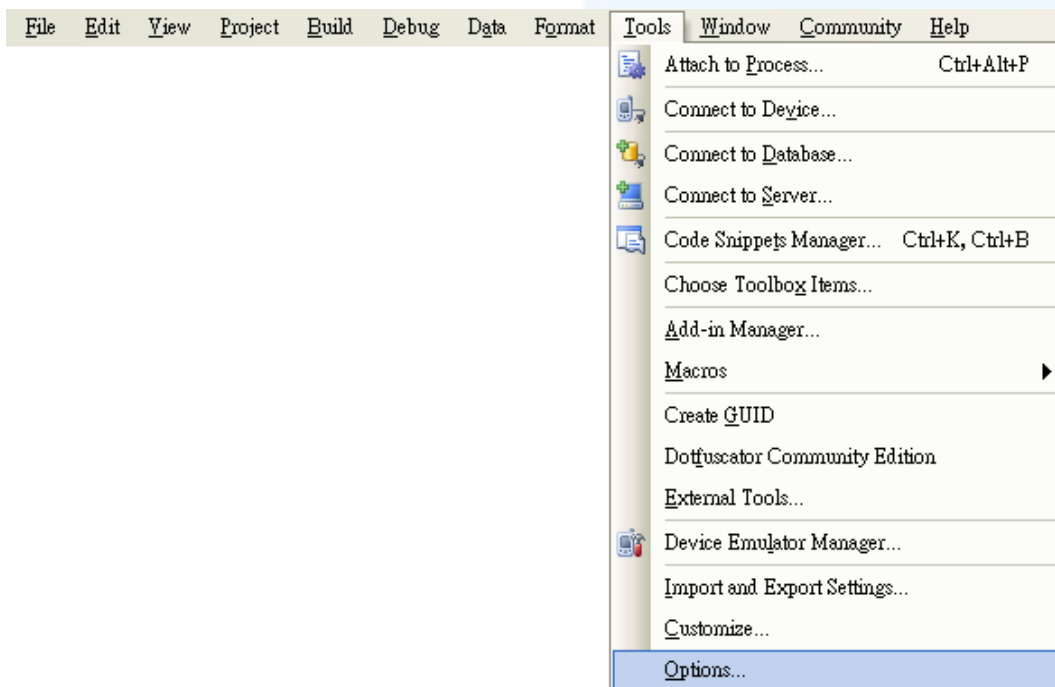 File Edit View Project Build Debug Data Format Tools Window Community Help
Attach to Process... Ctrl+Alt+P
Connect to Device...
Connect to Database...
Connect to Server...
Code Snippets Manager... Ctrl+K, Ctrl+B
Choose Toolbox Items...
Add-in Manager...
Macros
Create GUID
Dotfuscator Community Edition
External Tools...
Device Emulator Manager...
Import and Export Settings...
Customize...
Options...